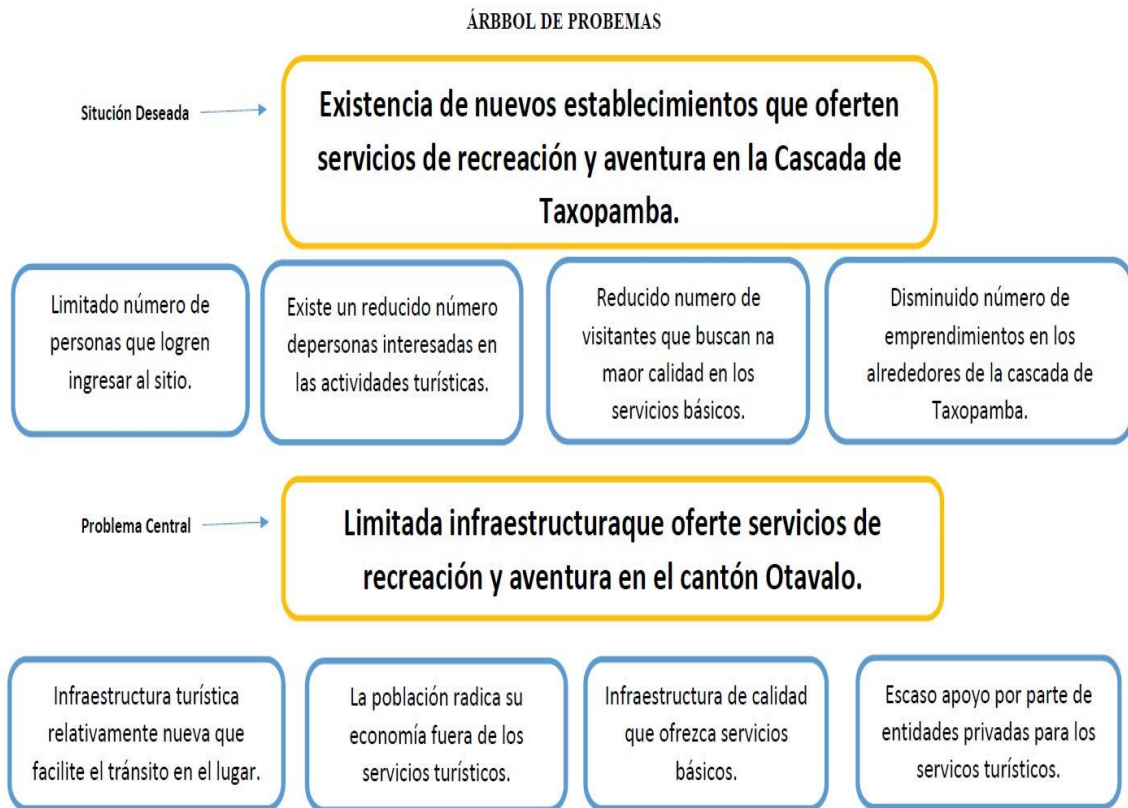 ÁRBBOL DE PROBEMAS
Situción Deseada
Existencia de nuevos establecimientos que oferten
servicios de recreación y aventura en la Cascada de
Taxopamba.
Limitado número de
personas que logren
ingresar al sitio.
Existe un reducido número
depersonas interesadas en
las actividades turísticas.
Reducido numero de
visitantes que buscan na
maor calidad en los
servicios básicos.
Disminuido número de
emprendimientos en los
alrededores de la cascada de
Taxopamba.
Problema Central
Limitada infraestructuraque oferte servicios de
recreación y aventura en el cantón Otavalo.
Infraestructura turística
relativamente nueva que
facilite el tránsito en el lugar.
La población radica su
economía fuera de los
servicios turísticos.
Infraestructura de calidad
que ofrezca servicios
básicos.
Escaso apoyo por parte de
entidades privadas para los
servicos turísticos.